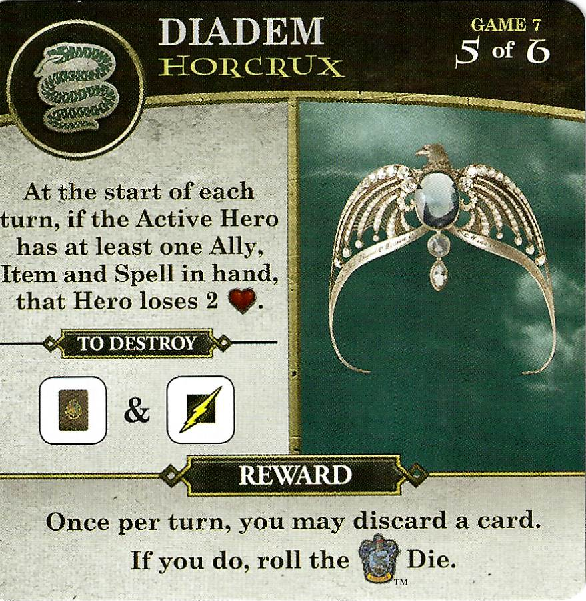 DIADEM
HORCRUX
GAME 7
5 of 6
At the start of each
turn, if the Active Hero
has at least one Ally,
Item and Spell in hand,
that Hero loses 2 .
TO DESTROY
&
REWARD
Once per turn, you may discard a card.
If you do, roll the Die.
TM